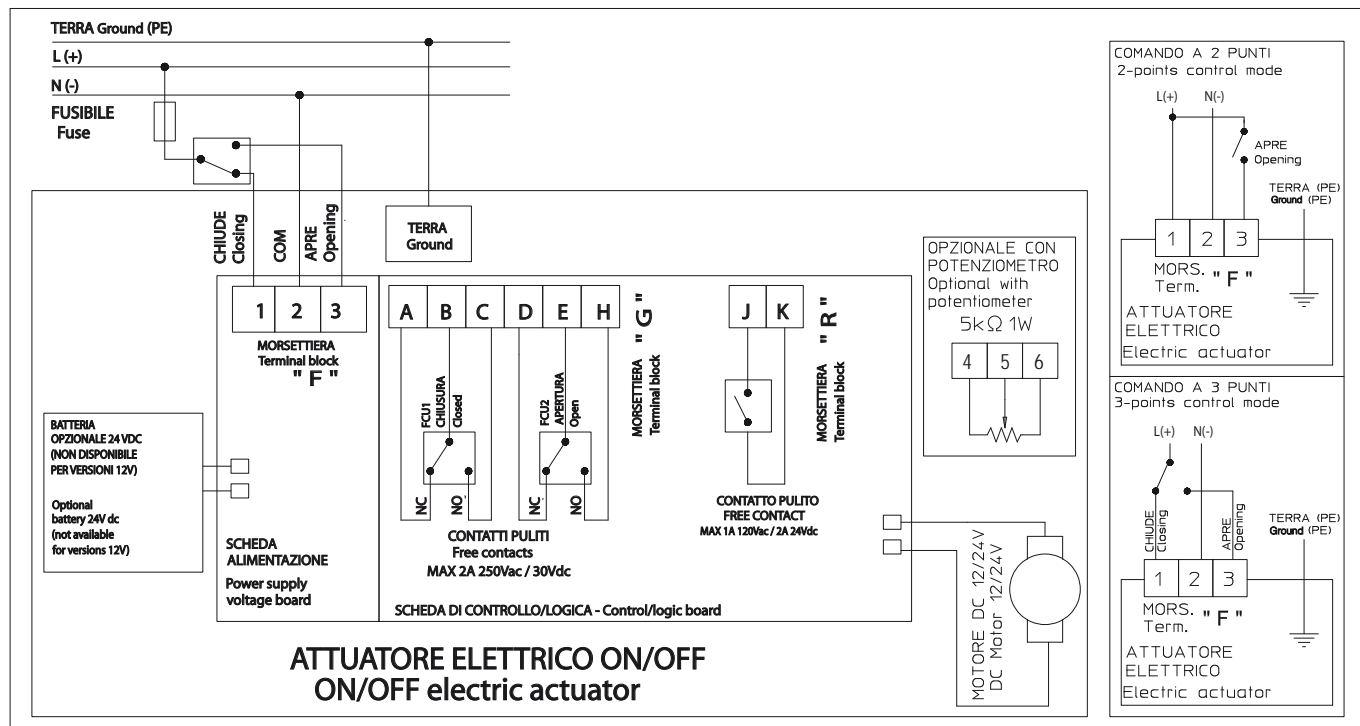 TERRA Ground (PE)
L (+)
N (-)
FUSIBILE
Fuse
CHIUDE
Closing
COM
APRE
Opening
TERRA
Ground
1 2 3
MORSETTIERA
Terminal block
" F "
A B C D E H
MORSETTIERA " G "
Terminal block
FCU1
CHIUSURA
Closed
FCU2
APERTURA
Open
NC NO NC NO
CONTATTI PULITI
Free contacts
MAX 2A 250Vac / 30Vdc
J K
MORSETTIERA " R "
Terminal block
CONTATTO PULITO
FREE CONTACT
MAX 1A 120Vac / 2A 24Vdc
OPZIONALE CON
POTENZIOMETRO
Optional with
potentiometer
5kΩ 1W
4 5 6
BATTERIA
OPZIONALE 24 VDC
(NON DISPONIBILE
PER VERSIONI 12V)
Optional
battery 24V dc
(not available
for versions 12V)
SCHEDA
ALIMENTAZIONE
Power supply
voltage board
SCHEDA DI CONTROLLO/LOGICA - Control/logic board
MOTORE DC 12/24V
DC Motor 12/24V
ATTUATORE ELETTRICO ON/OFF
ON/OFF electric actuator
COMANDO A 2 PUNTI
2-points control mode
L(+) N(-)
APRE
Opening
TERRA (PE)
Ground (PE)
1 2 3
MORS. " F "
Term.
ATTUATORE
ELETTRICO
Electric actuator
COMANDO A 3 PUNTI
3-points control mode
L(+) N(-)
CHIUDE
Closing
APRE
Opening
TERRA (PE)
Ground (PE)
1 2 3
MORS. " F "
Term.
ATTUATORE
ELETTRICO
Electric actuator